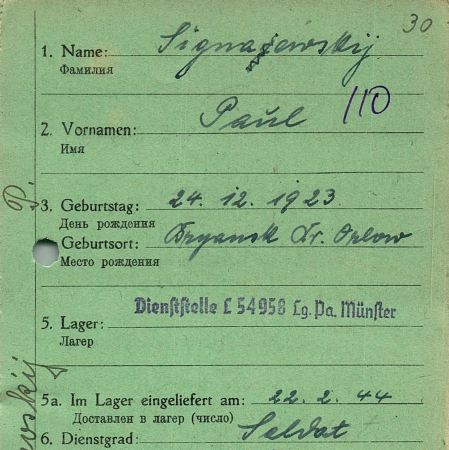 30
1. Name: Signaževskij
Фамилия
110
2. Vornamen: Paul
Имя
3. Geburtstag: 24. 12. 1923
День рождения
Geburtsort: Bryansk Kr. Orlow
Место рождения
Dienststelle L 54958 Lg. Pa. Münster
5. Lager:
Лагер
5a. Im Lager eingeliefert am: 22. 2. 44
Доставлен в лагер (число)
6. Dienstgrad: Soldat